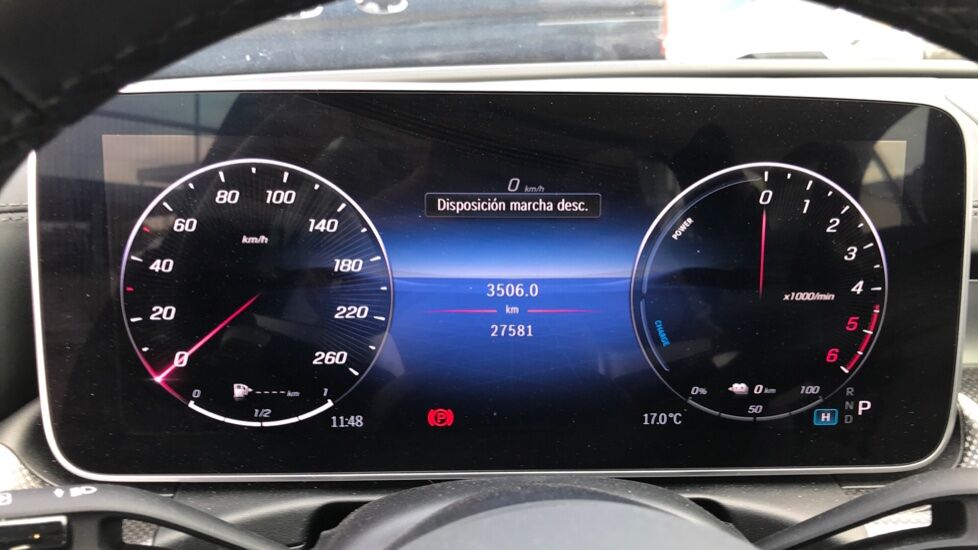 0 km/h
Disposición marcha desc.
80 100
60 140
km/h
40 180
20 220
0 260
0 - - - - - km 1
1/2
11:48
3506.0
km
27581
P
17.0°C
0 1 2 3 4 5 6
POWER
x1000/min
CHARGE
0% 0 km 100
50
R
N P
H D